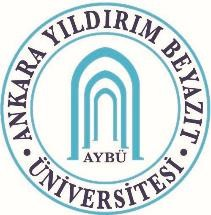 • ANKARA YILDIRIM BEYAZIT •
ÜNİVERSİTESİ
AYBÜ